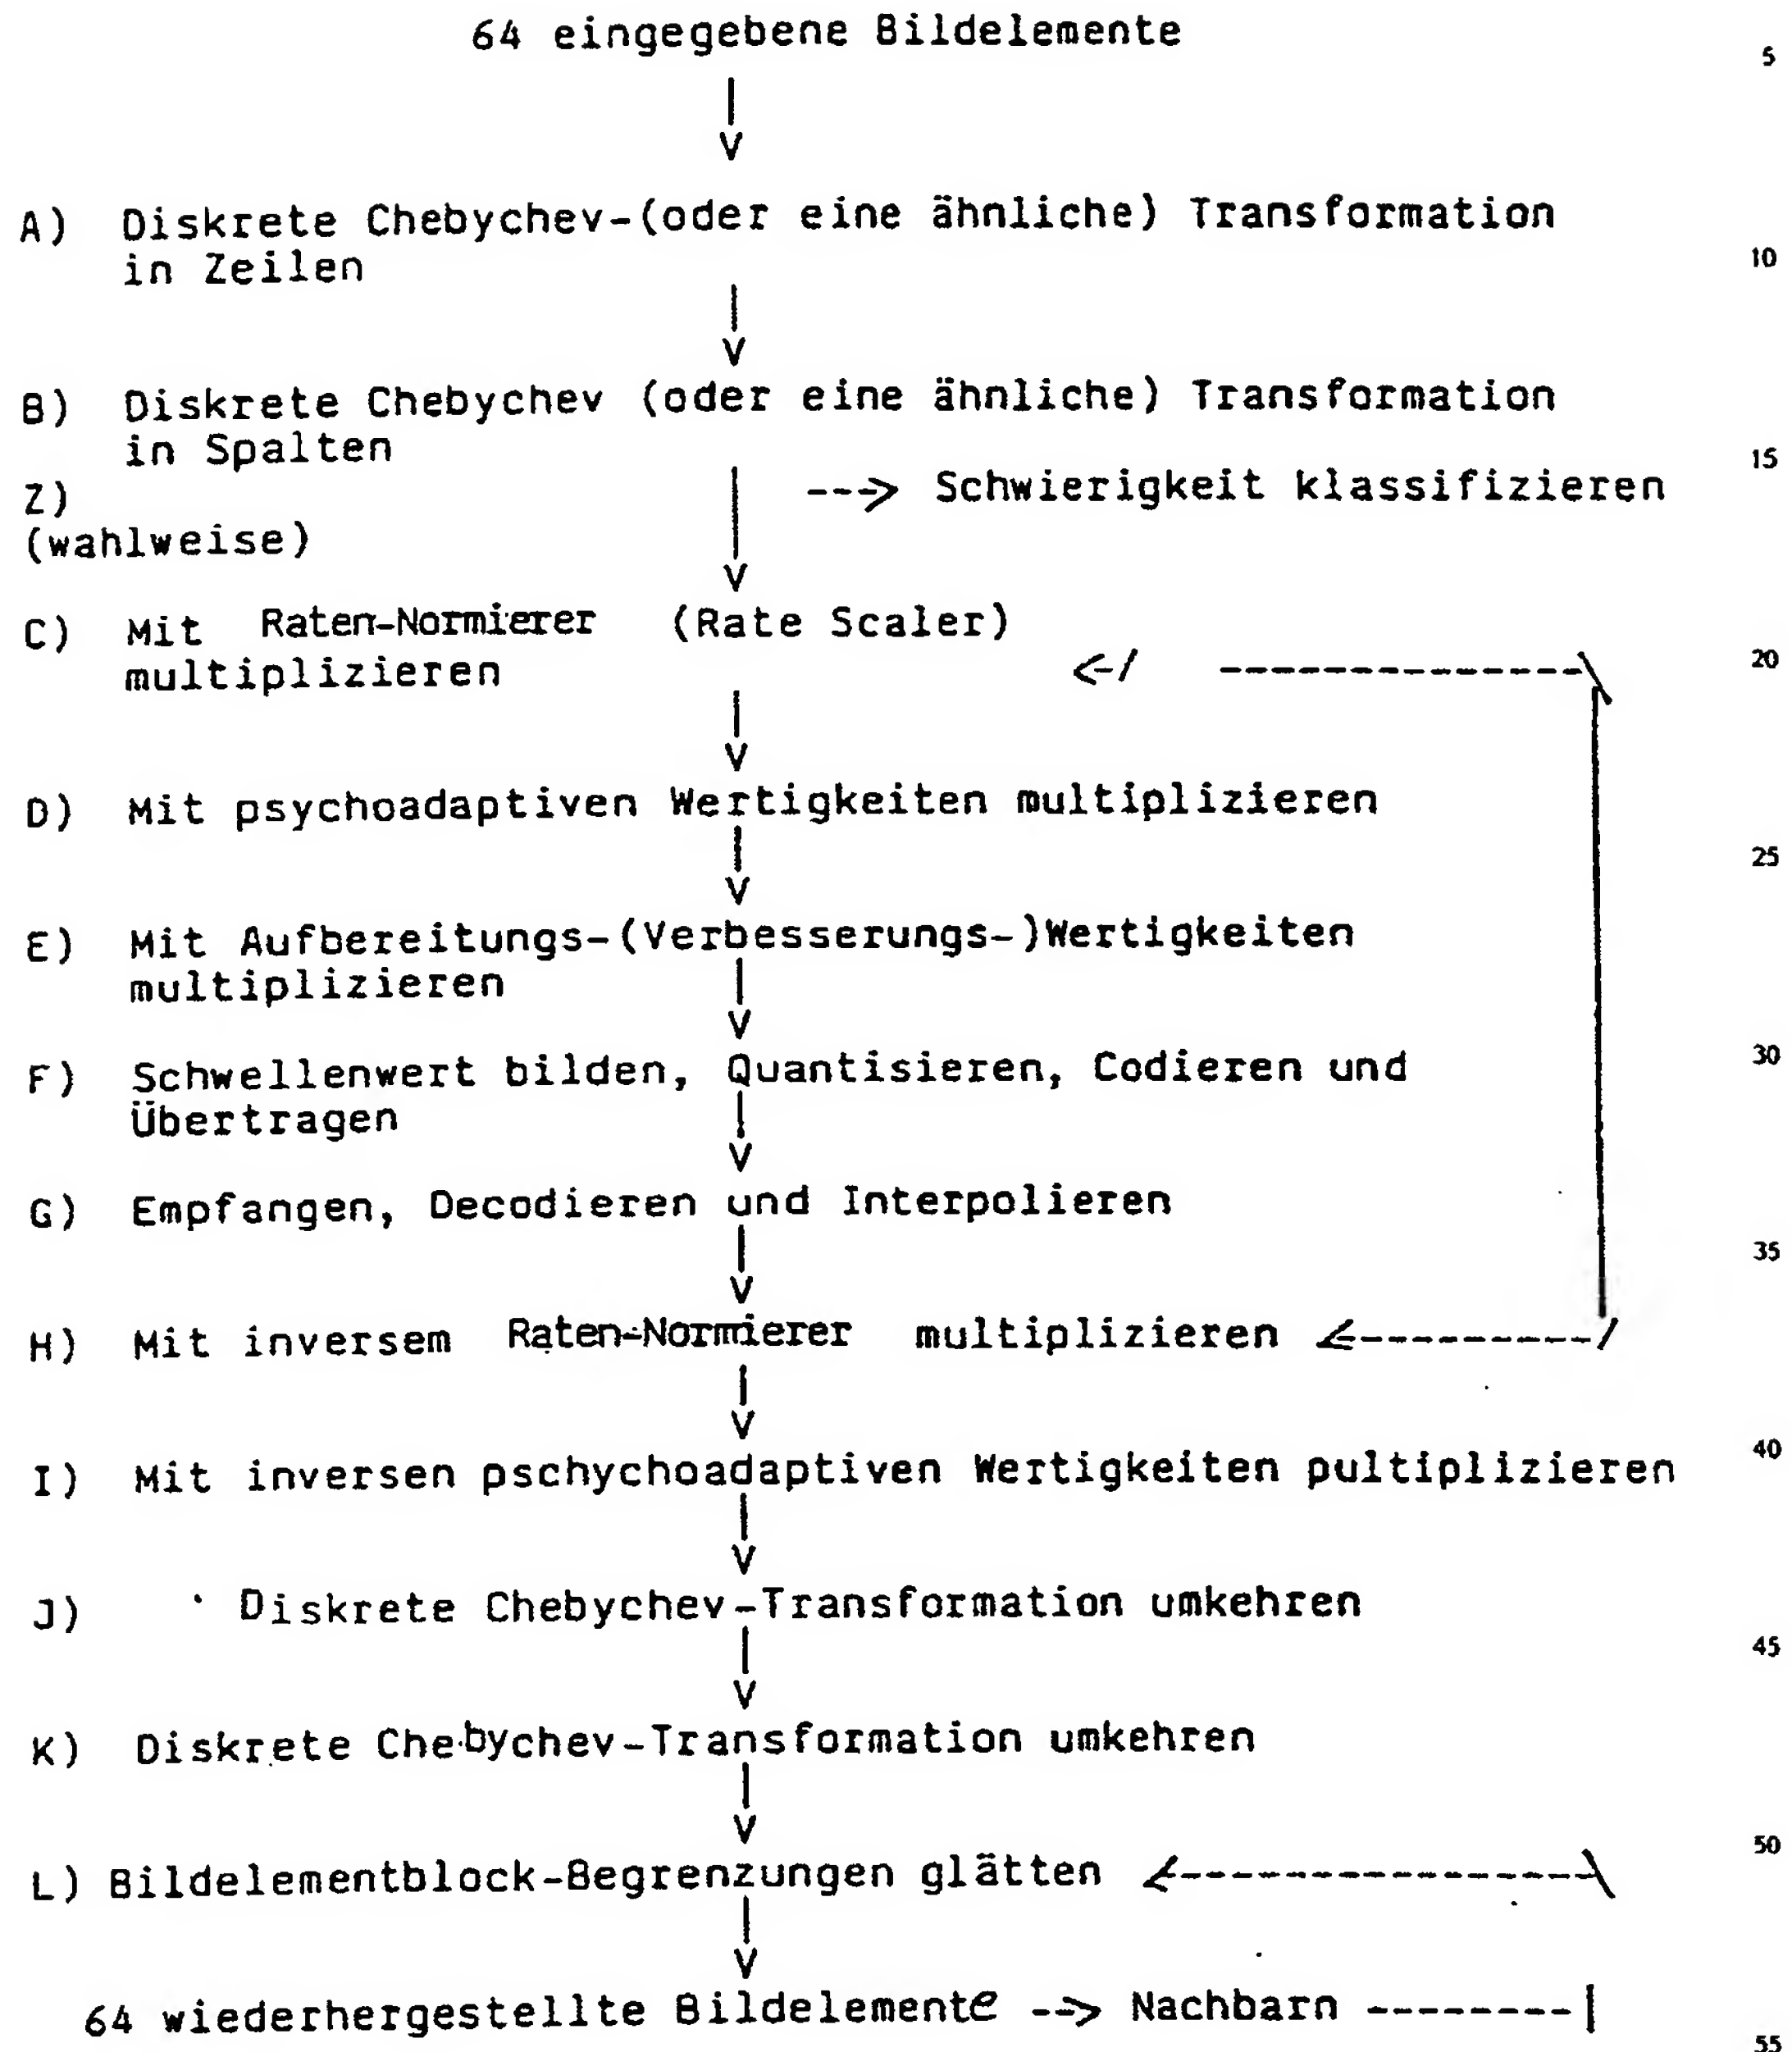 64 eingegebene Bildelemente
5
|
V
A) Diskrete Chebychev-(oder eine ähnliche) Transformation
in Zeilen
10
|
V
B) Diskrete Chebychev (oder eine ähnliche) Transformation
in Spalten
15
Z) | ---> Schwierigkeit klassifizieren
(wahlweise)
V
C) Mit Raten-Normierer (Rate Scaler)
multiplizieren <-/ ---------------\
20
|
V
D) Mit psychoadaptiven Wertigkeiten multiplizieren
|
25
V
E) Mit Aufbereitungs-(Verbesserungs-)Wertigkeiten
multiplizieren |
V
30
F) Schwellenwert bilden, Quantisieren, Codieren und
Übertragen |
V
G) Empfangen, Decodieren und Interpolieren
|
35
V
H) Mit inversem Raten-Normierer multiplizieren <----------/
|
V
40
I) Mit inversen pschychoadaptiven Wertigkeiten pultiplizieren
|
V
J) Diskrete Chebychev-Transformation umkehren
|
45
V
K) Diskrete Chebychev-Transformation umkehren
|
V
50
L) Bildelementblock-Begrenzungen glätten <----------------\
|
V
64 wiederhergestellte Bildelemente --> Nachbarn --------|
55